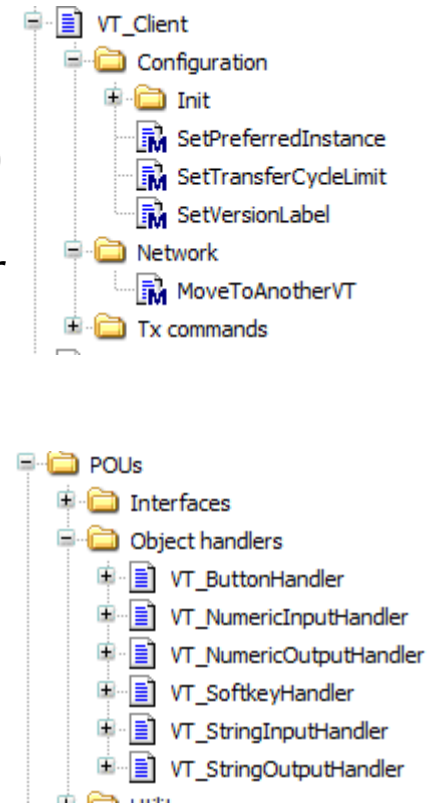 VT_Client
Configuration
Init
SetPreferredInstance
SetTransferCycleLimit
SetVersionLabel
Network
MoveToAnotherVT
Tx commands
POUs
Interfaces
Object handlers
VT_ButtonHandler
VT_NumericInputHandler
VT_NumericOutputHandler
VT_SoftkeyHandler
VT_StringInputHandler
VT_StringOutputHandler